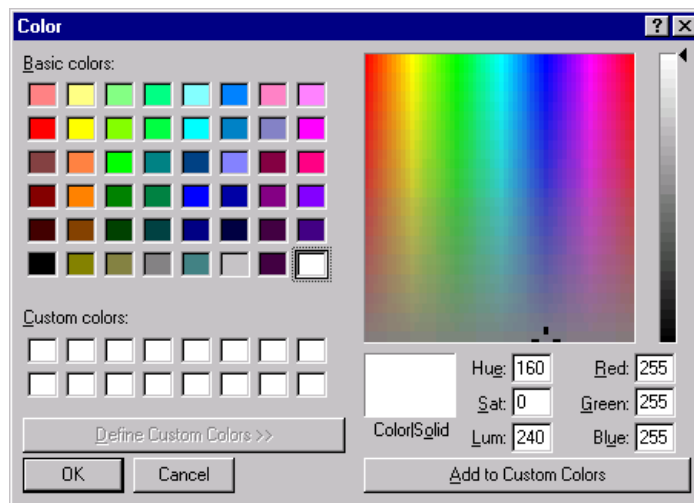 Color
Basic colors:
Custom colors:
Define Custom Colors >>
OK Cancel
Color|Solid
Hue: 160 Red: 255
Sat: 0 Green: 255
Lum: 240 Blue: 255
Add to Custom Colors